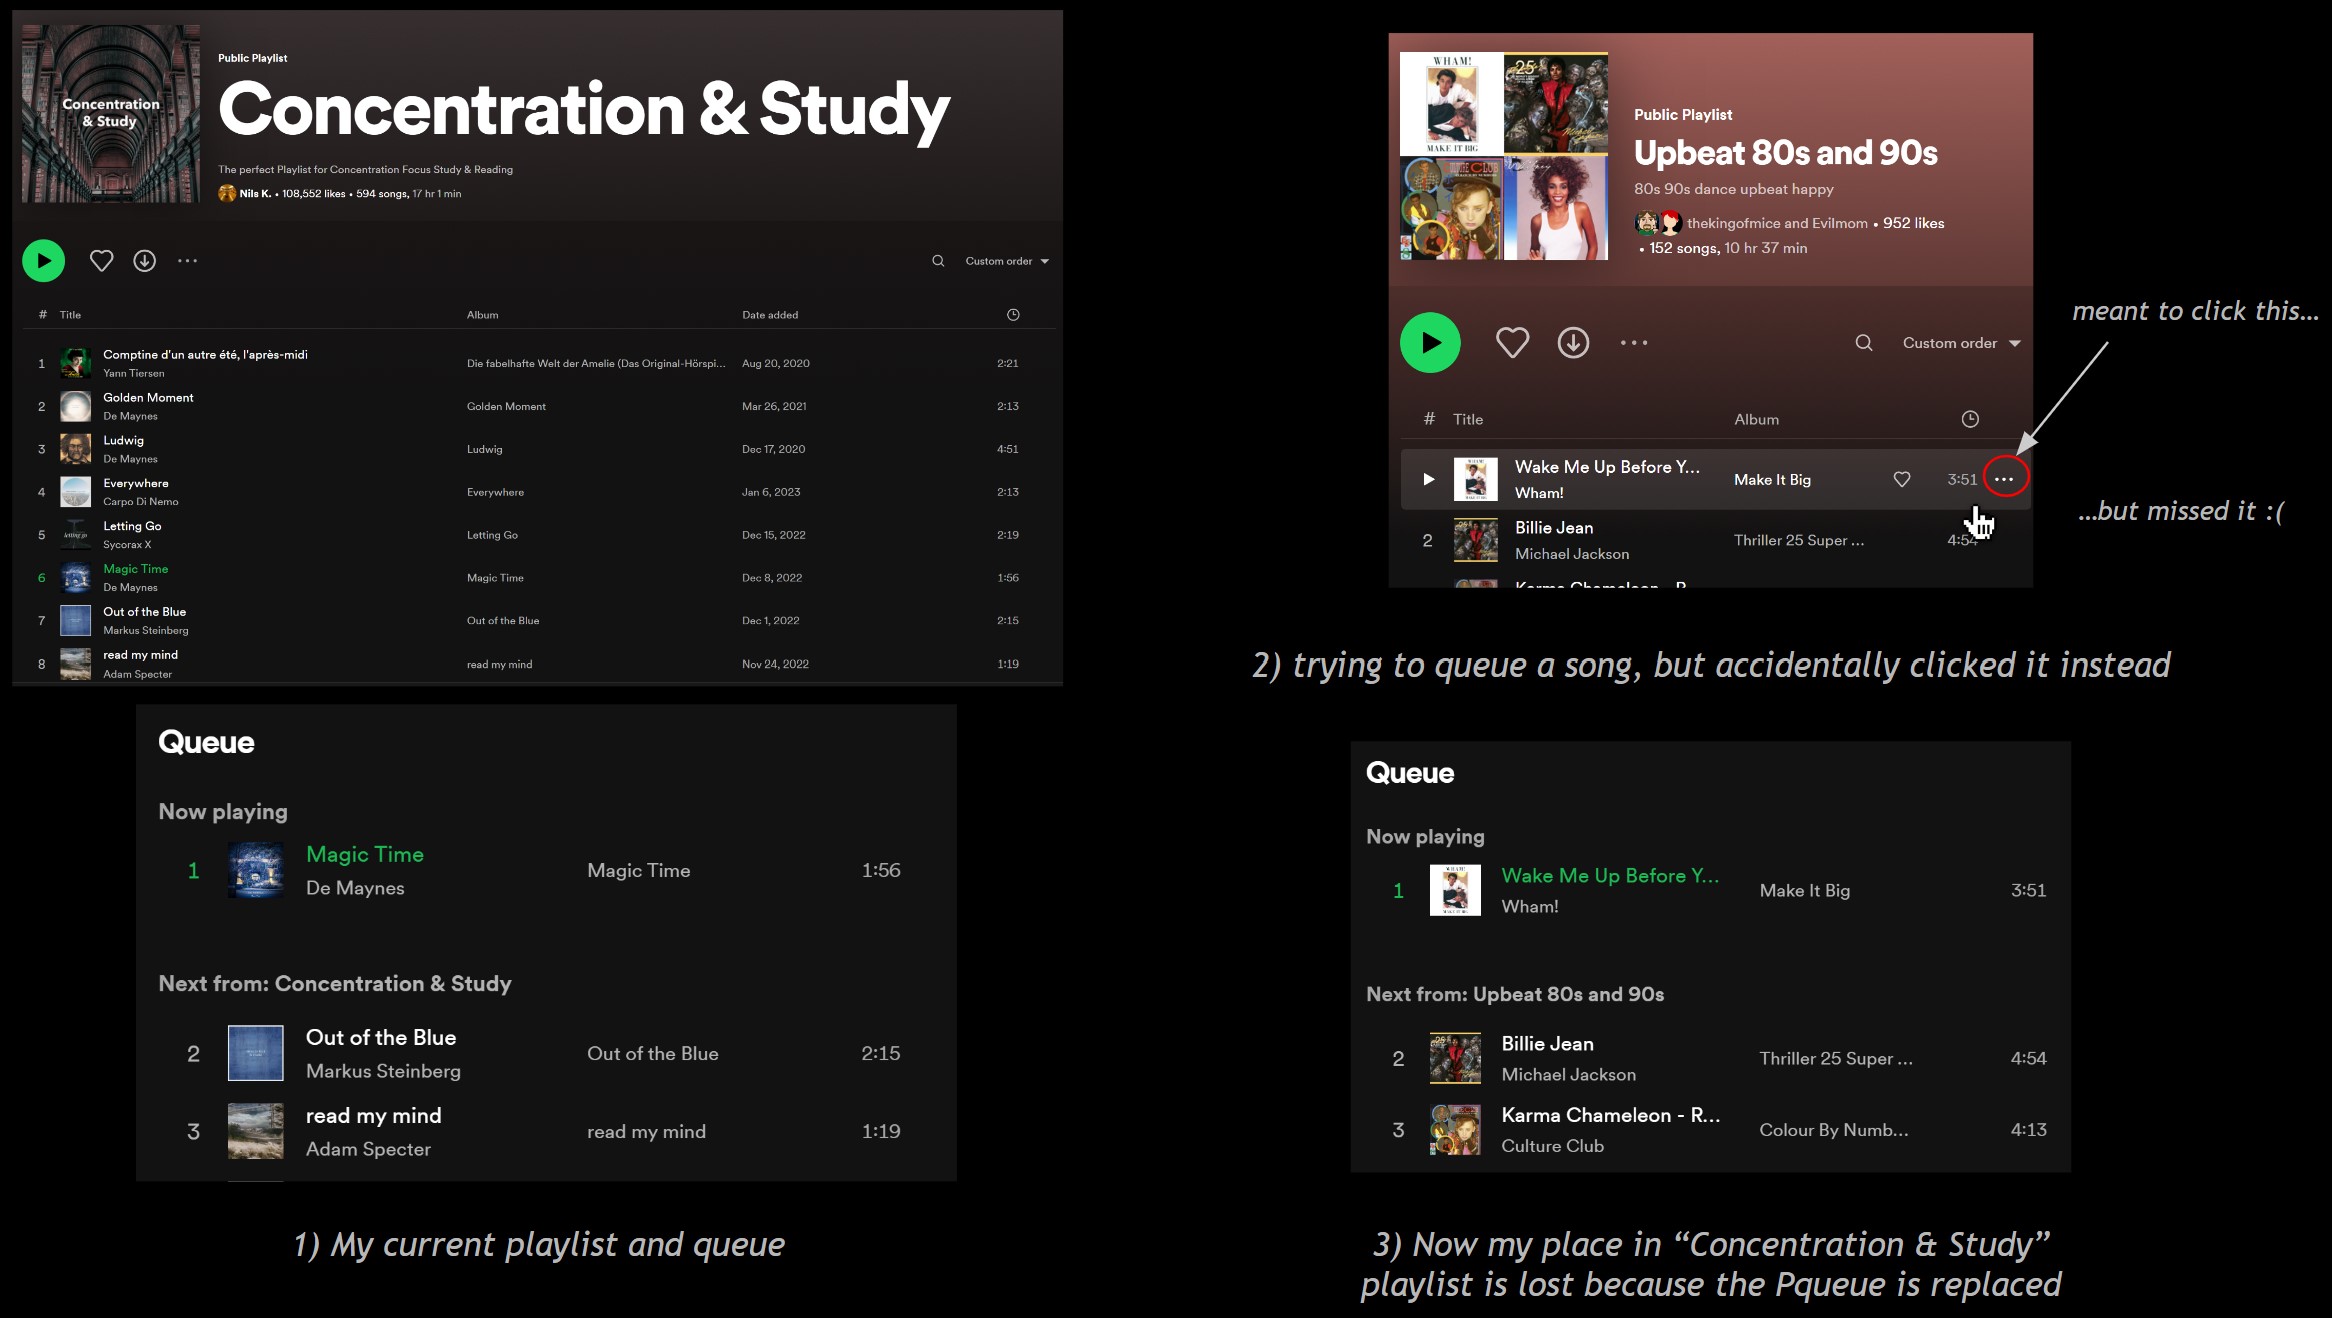 Concentration
& Study
Public Playlist
Concentration & Study
The perfect Playlist for Concentration Focus Study & Reading
Nils K. • 108,552 likes • 594 songs, 17 hr 1 min
Custom order
# Title Album Date added
1 Comptine d'un autre été, l'après-midi Die fabelhafte Welt der Amelie (Das Original-Hörspi... Aug 20, 2020 2:21
Yann Tiersen
2 Golden Moment Golden Moment Mar 26, 2021 2:13
De Maynes
3 Ludwig Ludwig Dec 17, 2020 4:51
De Maynes
4 Everywhere Everywhere Jan 6, 2023 2:13
Carpo Di Nemo
5 Letting Go Letting Go Dec 15, 2022 2:19
Sycorax X
6 Magic Time Magic Time Dec 8, 2022 1:56
De Maynes
7 Out of the Blue Out of the Blue Dec 1, 2022 2:15
Markus Steinberg
8 read my mind read my mind Nov 24, 2022 1:19
Adam Specter
Queue
Now playing
1 Magic Time Magic Time 1:56
De Maynes
Next from: Concentration & Study
2 Out of the Blue Out of the Blue 2:15
Markus Steinberg
3 read my mind read my mind 1:19
Adam Specter
1) My current playlist and queue
WHAM!
MAKE IT BIG
25
Public Playlist
Upbeat 80s and 90s
80s 90s dance upbeat happy
thekingofmice and Evilmom • 952 likes
• 152 songs, 10 hr 37 min
Custom order
# Title Album
Wake Me Up Before Y... Make It Big 3:51
Wham!
2 Billie Jean Thriller 25 Super ... 4:54
Michael Jackson
Karma Chameleon - R...
meant to click this...
...but missed it :(
2) trying to queue a song, but accidentally clicked it instead
Queue
Now playing
1 Wake Me Up Before Y... Make It Big 3:51
Wham!
Next from: Upbeat 80s and 90s
2 Billie Jean Thriller 25 Super ... 4:54
Michael Jackson
3 Karma Chameleon - R... Colour By Numb... 4:13
Culture Club
3) Now my place in “Concentration & Study”
playlist is lost because the Pqueue is replaced